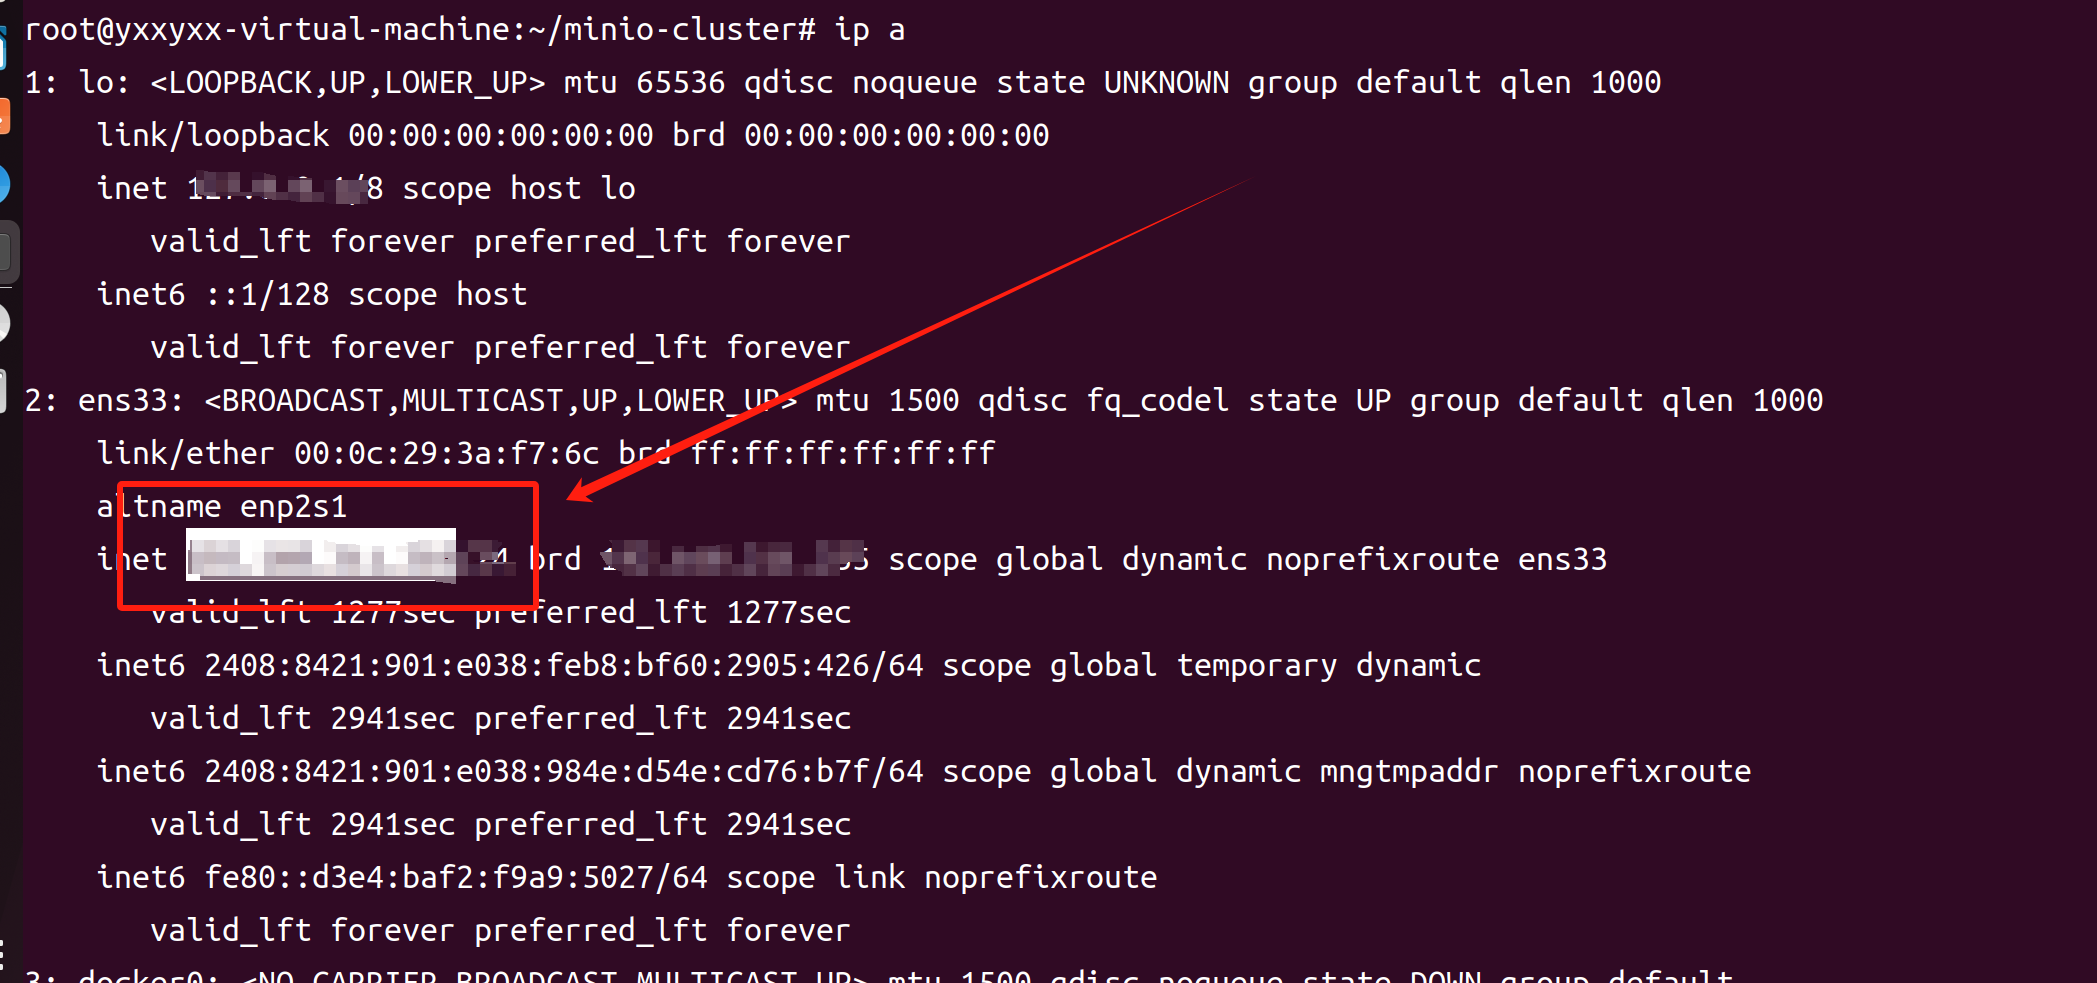 root@yxxyxx-virtual-machine:~/minio-cluster# ip a
1: lo: <LOOPBACK,UP,LOWER_UP> mtu 65536 qdisc noqueue state UNKNOWN group default qlen 1000
link/loopback 00:00:00:00:00:00 brd 00:00:00:00:00:00
inet scope host lo
valid_lft forever preferred_lft forever
inet6 ::1/128 scope host
valid_lft forever preferred_lft forever
2: ens33: <BROADCAST,MULTICAST,UP,LOWER_UP> mtu 1500 qdisc fq_codel state UP group default qlen 1000
link/ether 00:0c:29:3a:f7:6c brd ff:ff:ff:ff:ff:ff
altname enp2s1
inet brd scope global dynamic noprefixroute ens33
valid_lft 1277sec preferred_lft 1277sec
inet6 2408:8421:901:e038:feb8:bf60:2905:426/64 scope global temporary dynamic
valid_lft 2941sec preferred_lft 2941sec
inet6 2408:8421:901:e038:984e:d54e:cd76:b7f/64 scope global dynamic mngtmpaddr noprefixroute
valid_lft 2941sec preferred_lft 2941sec
inet6 fe80::d3e4:baf2:f9a9:5027/64 scope link noprefixroute
valid_lft forever preferred_lft forever
3: docker0: <NO-CARRIER,BROADCAST,MULTICAST,UP> mtu 1500 qdisc noqueue state DOWN group default